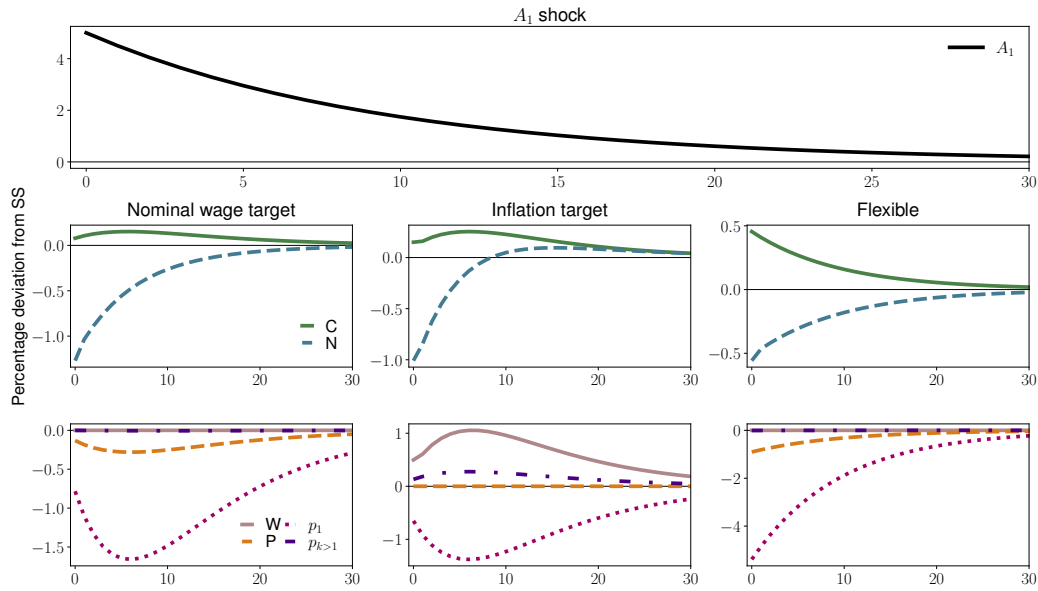 A₁ shock
4
2
0
A₁
0 5 10 15 20 25 30
Percentage deviation from SS
Nominal wage target
0.0
−0.5
−1.0
C
N
0 10 20 30
Inflation target
0.0
−0.5
−1.0
0 10 20 30
Flexible
0.5
0.0
−0.5
0 10 20 30
0.0
−0.5
−1.0
−1.5
W p₁
P pₖ>₁
0 10 20 30
1
0
−1
0 10 20 30
0
−2
−4
0 10 20 30